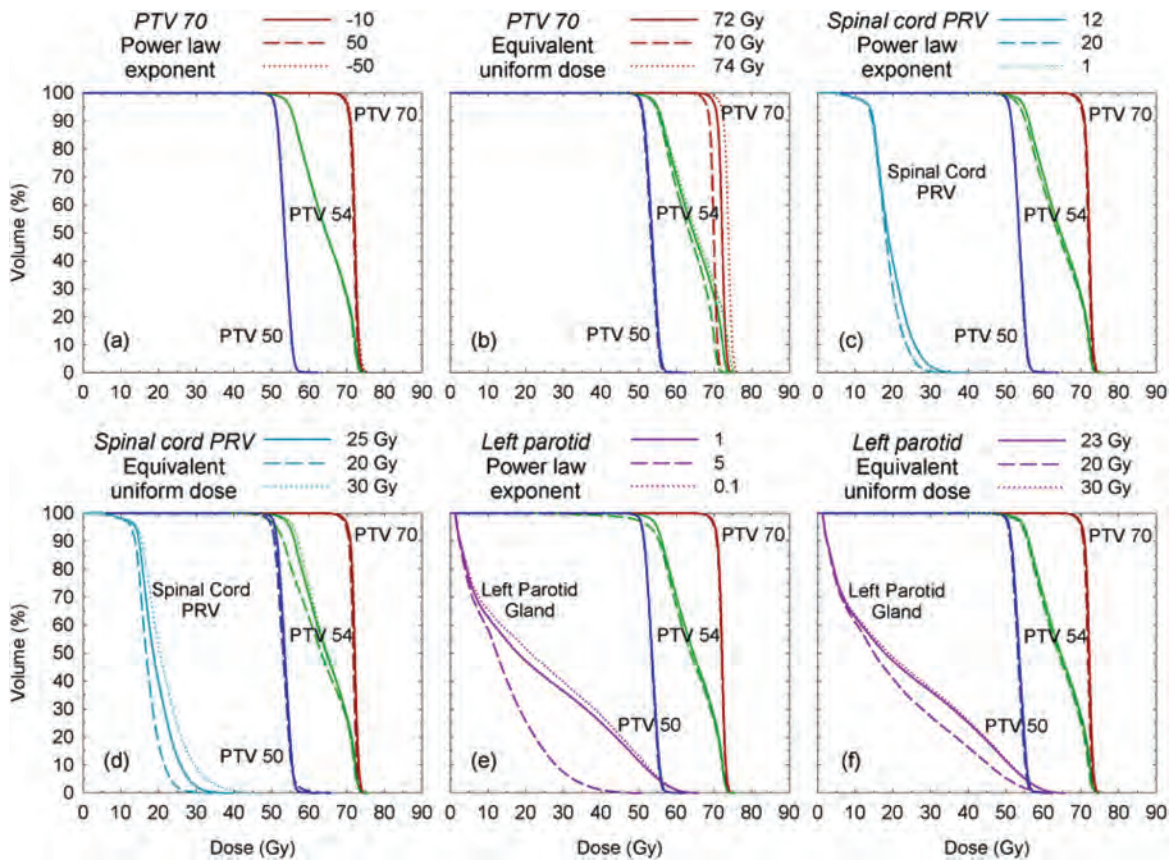 PTV 70
Power law
exponent
-10
50
-50
PTV 70
Equivalent
uniform dose
72 Gy
70 Gy
74 Gy
Spinal cord PRV
Power law
exponent
12
20
1
Volume (%)
100
90
80
70
60
50
40
30
20
10
0
PTV 70
PTV 54
PTV 50
(a)
0 10 20 30 40 50 60 70 80 90
PTV 70
PTV 54
PTV 50
(b)
0 10 20 30 40 50 60 70 80 90
PTV 70
Spinal Cord
PRV
PTV 54
PTV 50
(c)
0 10 20 30 40 50 60 70 80 90
Spinal cord PRV
Equivalent
uniform dose
25 Gy
20 Gy
30 Gy
Left parotid
Power law
exponent
1
5
0.1
Left parotid
Equivalent
uniform dose
23 Gy
20 Gy
30 Gy
Volume (%)
100
90
80
70
60
50
40
30
20
10
0
PTV 70
Spinal Cord
PRV
PTV 54
PTV 50
(d)
0 10 20 30 40 50 60 70 80 90
Dose (Gy)
PTV 70
Left Parotid
Gland
PTV 54
PTV 50
(e)
0 10 20 30 40 50 60 70 80 90
Dose (Gy)
PTV 70
Left Parotid
Gland
PTV 54
PTV 50
(f)
0 10 20 30 40 50 60 70 80 90
Dose (Gy)